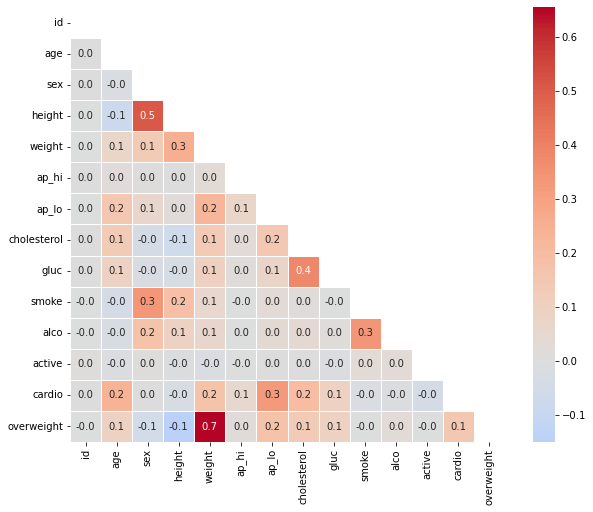 id
age 0.0
sex 0.0 -0.0
height 0.0 -0.1 0.5
weight 0.0 0.1 0.1 0.3
ap_hi 0.0 0.0 0.0 0.0 0.0
ap_lo 0.0 0.2 0.1 0.0 0.2 0.1
cholesterol 0.0 0.1 -0.0 -0.1 0.1 0.0 0.2
gluc 0.0 0.1 -0.0 -0.0 0.1 0.0 0.1 0.4
smoke -0.0 -0.0 0.3 0.2 0.1 -0.0 0.0 0.0 -0.0
alco -0.0 -0.0 0.2 0.1 0.1 0.0 0.0 0.0 0.0 0.3
active 0.0 -0.0 0.0 -0.0 -0.0 -0.0 0.0 0.0 -0.0 0.0 0.0
cardio 0.0 0.2 0.0 -0.0 0.2 0.1 0.3 0.2 0.1 -0.0 -0.0 -0.0
overweight -0.0 0.1 -0.1 -0.1 0.7 0.0 0.2 0.1 0.1 -0.0 0.0 -0.0 0.1
id age sex height weight ap_hi ap_lo cholesterol gluc smoke alco active cardio overweight
0.6
0.5
0.4
0.3
0.2
0.1
0.0
−0.1